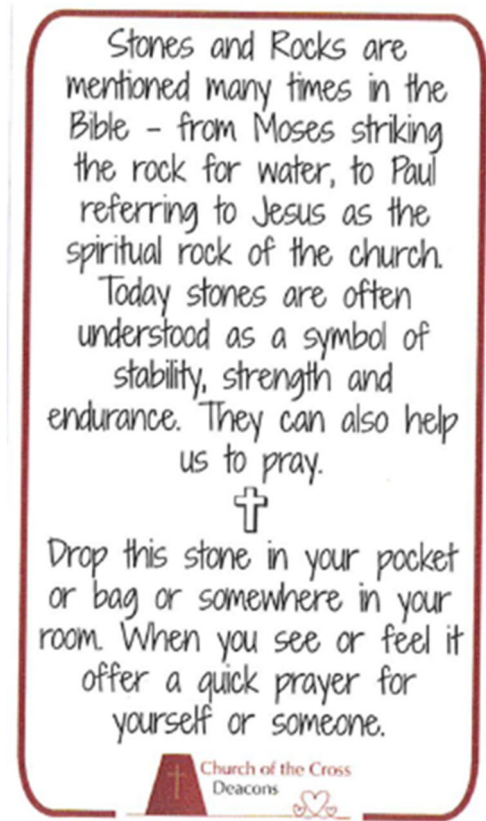 Stones and Rocks are
mentioned many times in the
Bible - from Moses striking
the rock for water, to Paul
referring to Jesus as the
spiritual rock of the church.
Today stones are often
understood as a symbol of
stability, strength and
endurance. They can also help
us to pray.
Drop this stone in your pocket
or bag or somewhere in your
room. When you see or feel it
offer a quick prayer for
yourself or someone.
Church of the Cross
Deacons